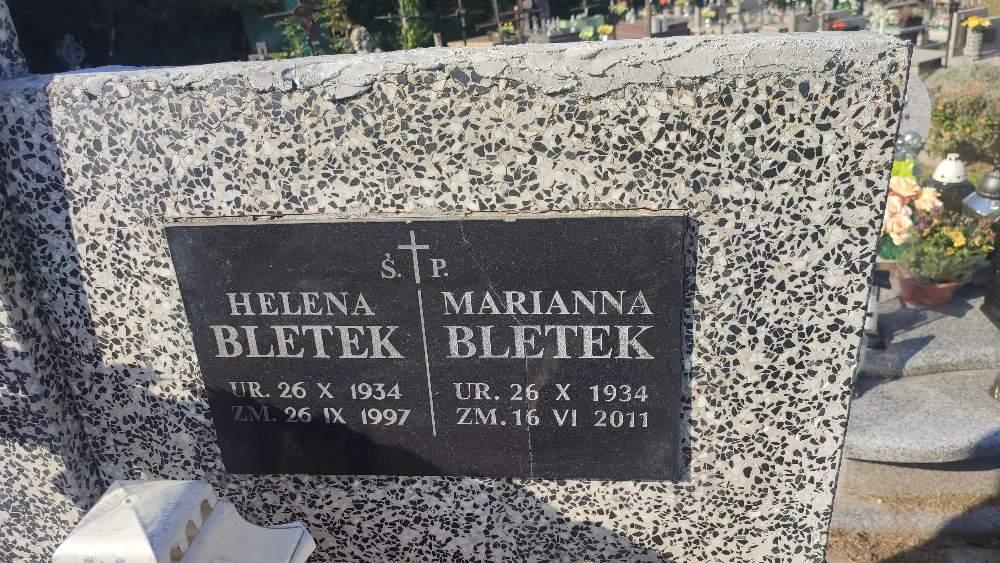 Ś. P.
HELENA
BLETEK
UR. 26 X 1934
ZM. 26 IX 1997
MARIANNA
BLETEK
UR. 26 X 1934
ZM. 16 VI 2011